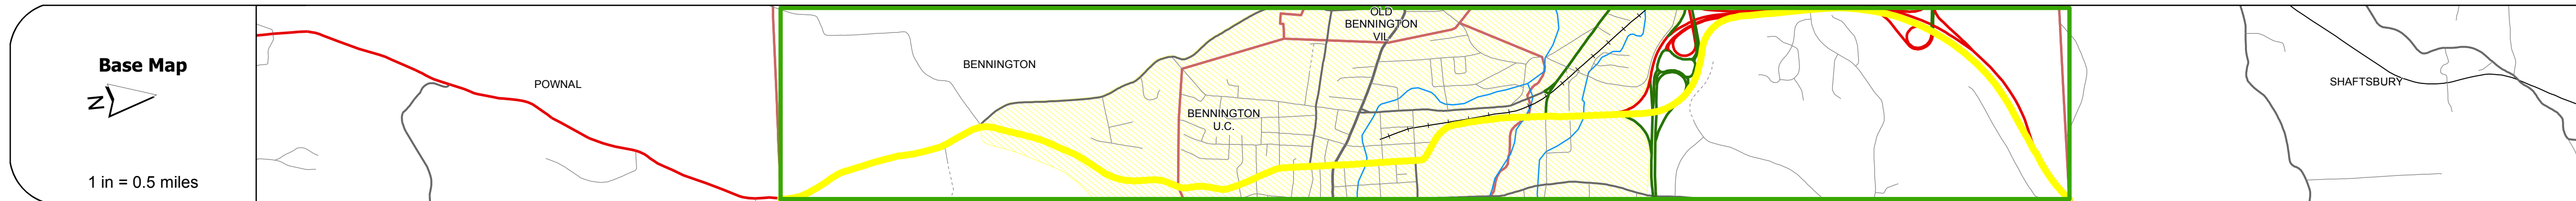 Base Map
N
1 in = 0.5 miles
POWNAL
BENNINGTON
BENNINGTON
U.C.
OLD
BENNINGTON
VIL
SHAFTSBURY